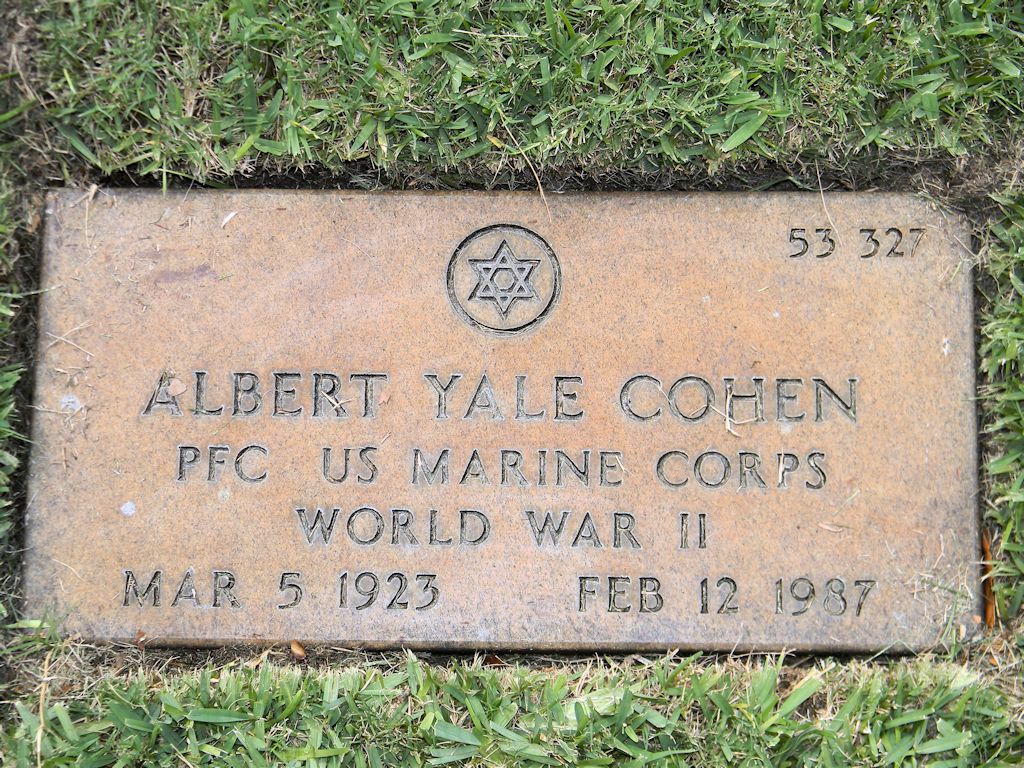 53 327
ALBERT YALE COHEN
PFC US MARINE CORPS
WORLD WAR II
MAR 5 1923 FEB 12 1987